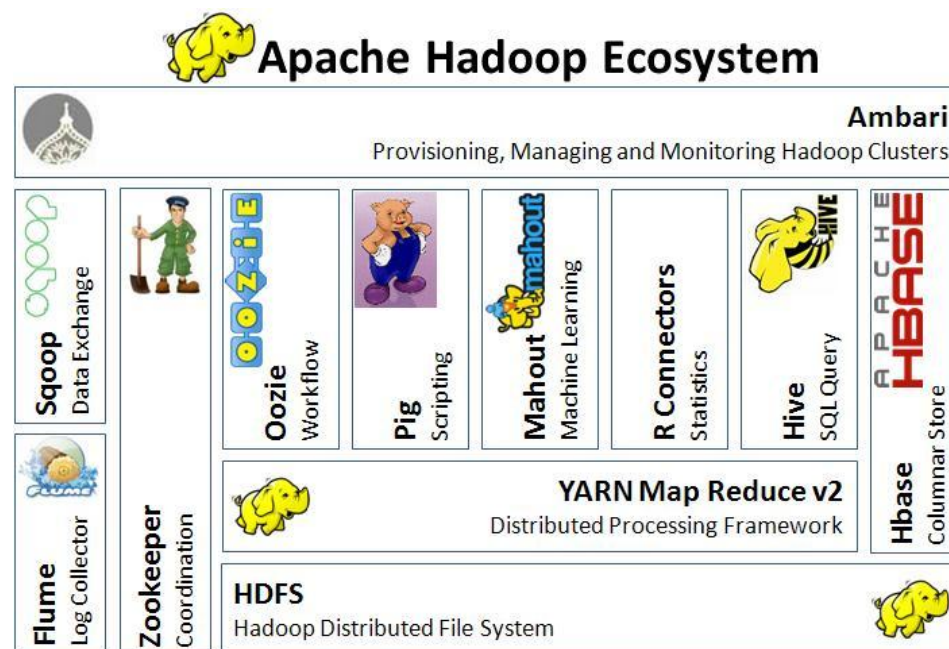 Apache Hadoop Ecosystem
Ambari
Provisioning, Managing and Monitoring Hadoop Clusters
sqoop
Sqoop
Data Exchange
FLUME
Flume
Log Collector
Zookeeper
Coordination
OOZIE
Oozie
Workflow
Pig
Scripting
mahout
Mahout
Machine Learning
R Connectors
Statistics
HIVE
Hive
SQL Query
APACHE
HBASE
Hbase
Columnar Store
YARN Map Reduce v2
Distributed Processing Framework
HDFS
Hadoop Distributed File System